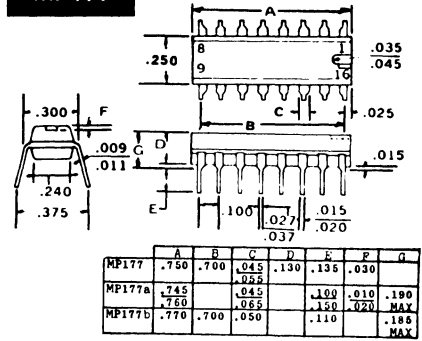 A
.250
8
1
9
16
.035
.045
.300
F
C
.025
B
G
D
.009
.011
.015
.240
E
.100
.027
.037
.015
.020
.375
A B C D E F G
MP177 .750 .700 .045 .130 .135 .030
.055
MP177a .745 .045 .100 .010 .190
.760 .065 .150 .020 MAX
MP177b .770 .700 .050 .110 .185
MAX